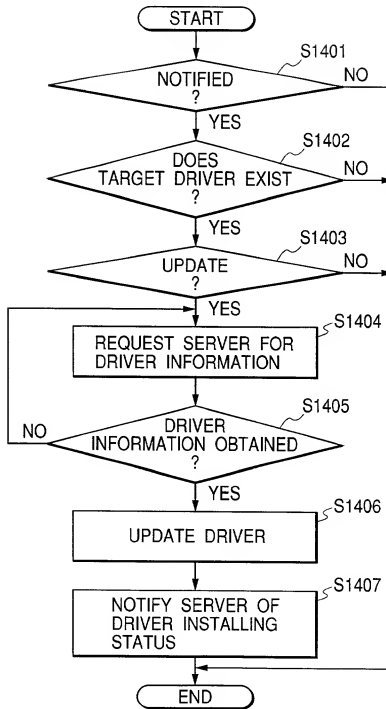 START
S1401
NOTIFIED
?
NO
YES
S1402
DOES
TARGET DRIVER EXIST
?
NO
YES
S1403
UPDATE
?
NO
YES
S1404
REQUEST SERVER FOR
DRIVER INFORMATION
S1405
DRIVER
INFORMATION OBTAINED
?
NO
YES
S1406
UPDATE DRIVER
S1407
NOTIFY SERVER OF
DRIVER INSTALLING
STATUS
END